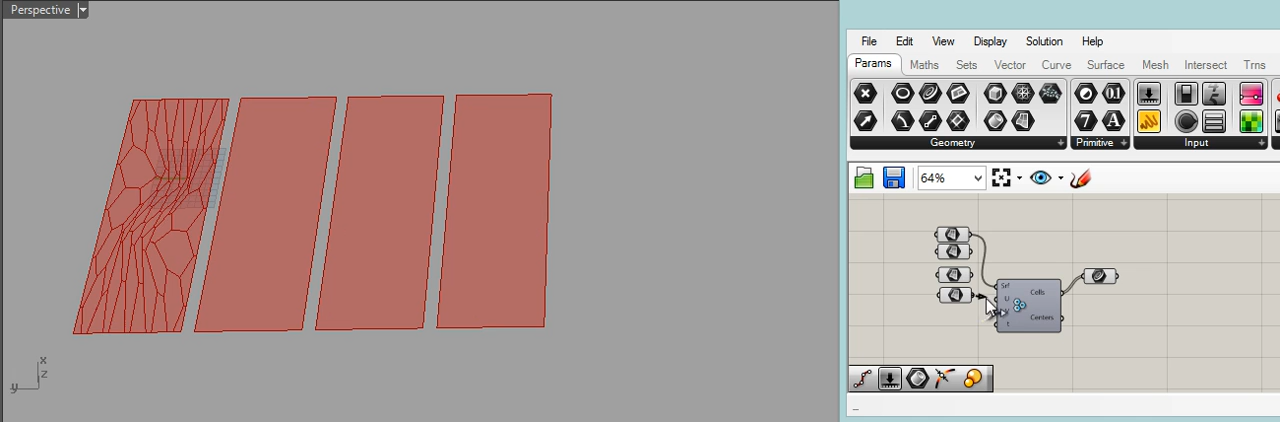 Perspective
x
z
y
File Edit View Display Solution Help
Params Maths Sets Vector Curve Surface Mesh Intersect Trns
0.1
7 A
Geometry Primitive Input
64%
Srf
U
Cells
Centers
t